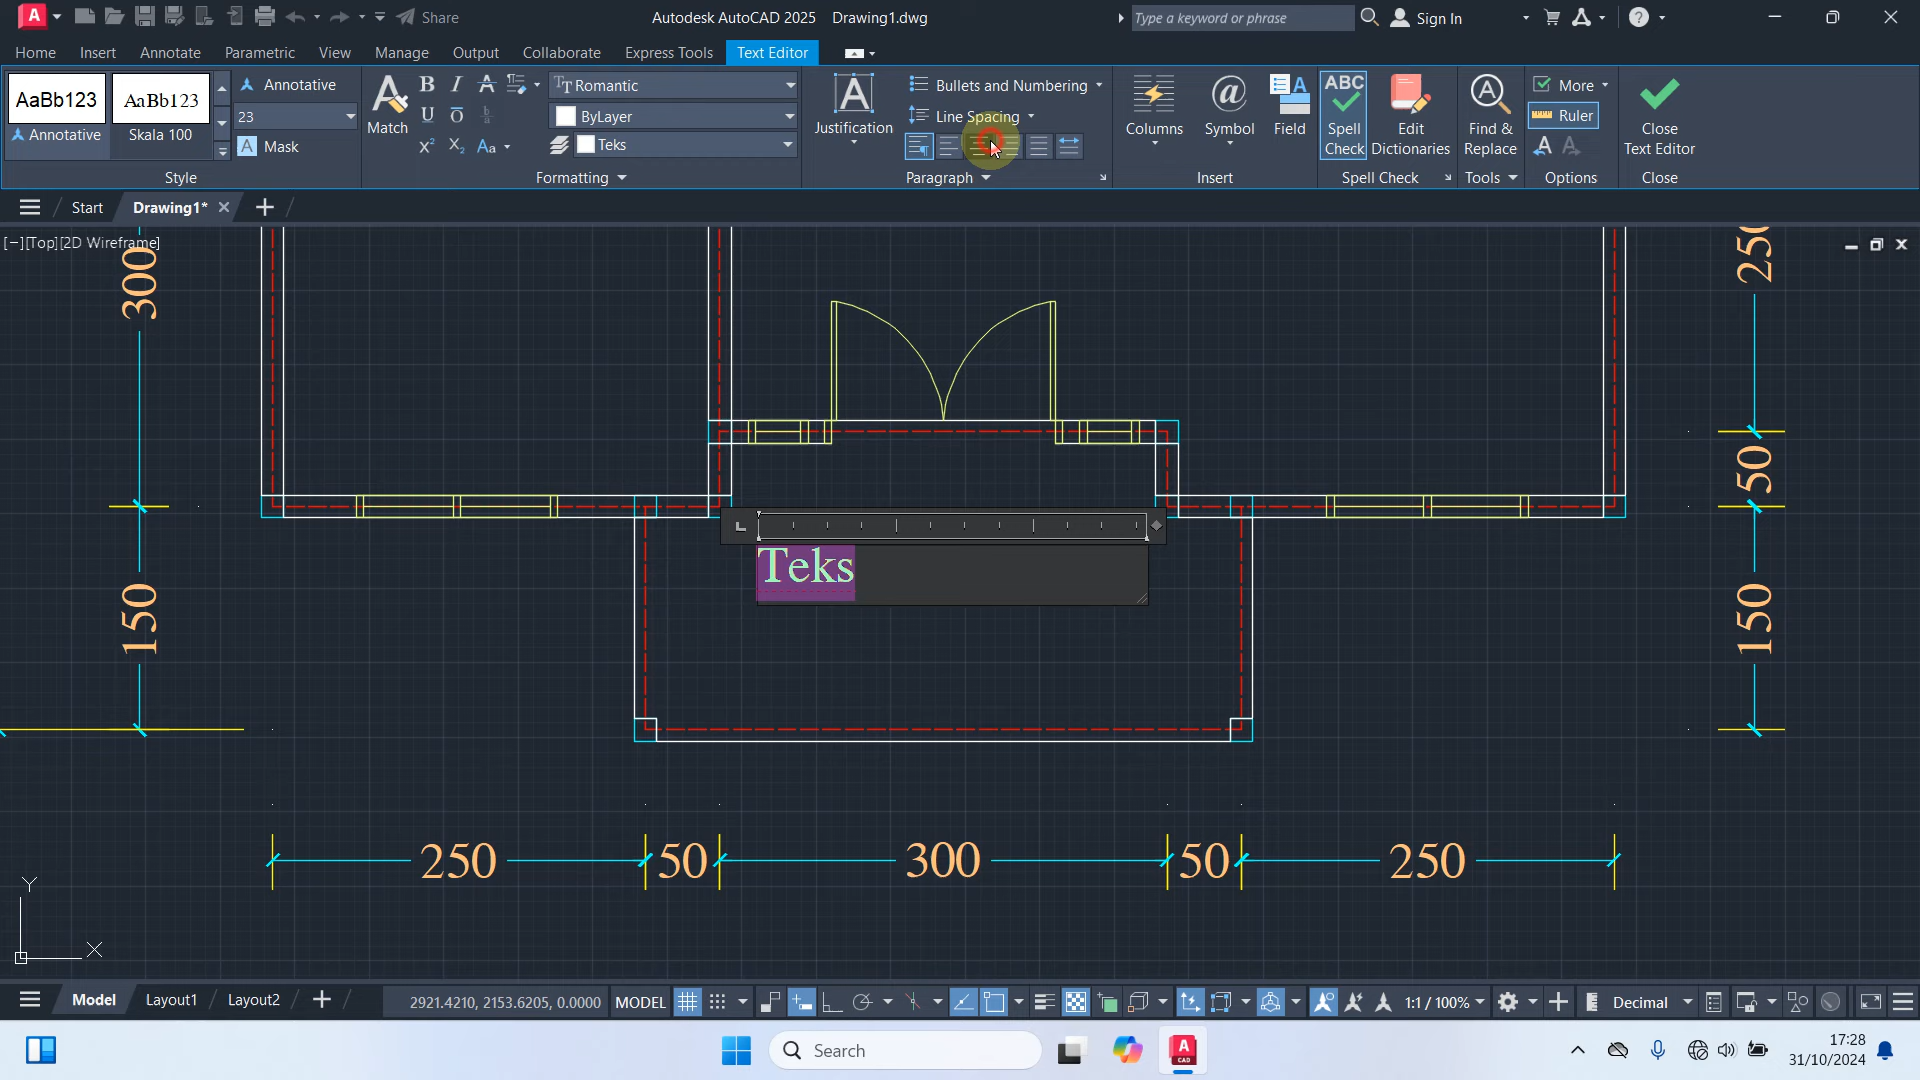 Share
Autodesk AutoCAD 2025 Drawing1.dwg
Type a keyword or phrase
Sign In
Home Insert Annotate Parametric View Manage Output Collaborate Express Tools Text Editor
AaBb123
Annotative
AaBb123
Skala 100
Annotative
23
Mask
Style
Match
Romantic
ByLayer
Teks
Formatting
Justification
Bullets and Numbering
Line Spacing
Paragraph
Columns
Symbol
Field
Insert
ABC
Spell
Check
Edit
Dictionaries
Spell Check
Find &
Replace
Tools
More
Ruler
Options
Close
Text Editor
Close
Start
Drawing1*
[−][Top][2D Wireframe]
300
250
50
Teks
150
150
250
50
300
50
250
Y
X
Model
Layout1
Layout2
2921.4210, 2153.6205, 0.0000
MODEL
1:1 / 100%
Decimal
Search
17:28
31/10/2024